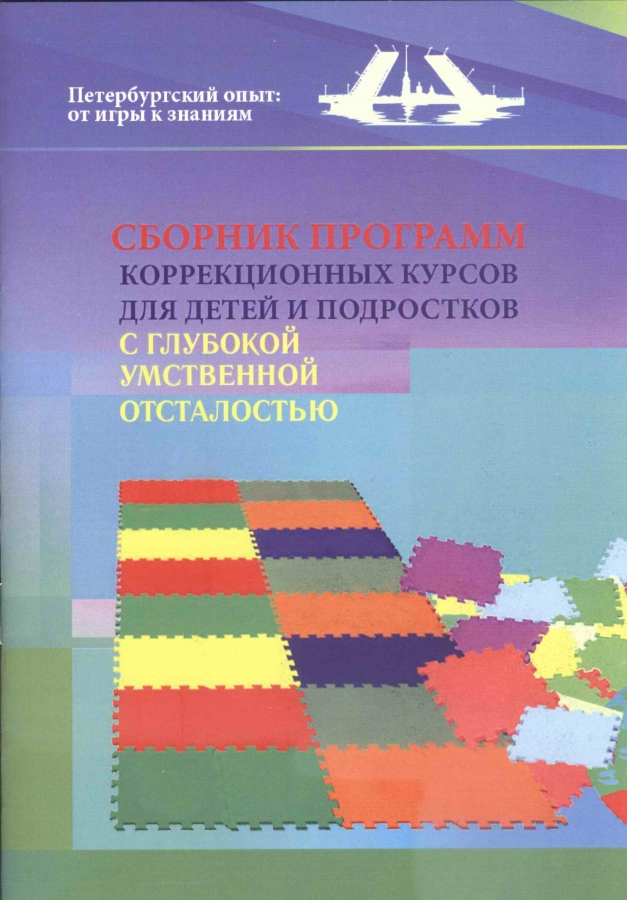 Петербургский опыт:
от игры к знаниям
СБОРНИК ПРОГРАММ
КОРРЕКЦИОННЫХ КУРСОВ
ДЛЯ ДЕТЕЙ И ПОДРОСТКОВ
С ГЛУБОКОЙ
УМСТВЕННОЙ
ОТСТАЛОСТЬЮ